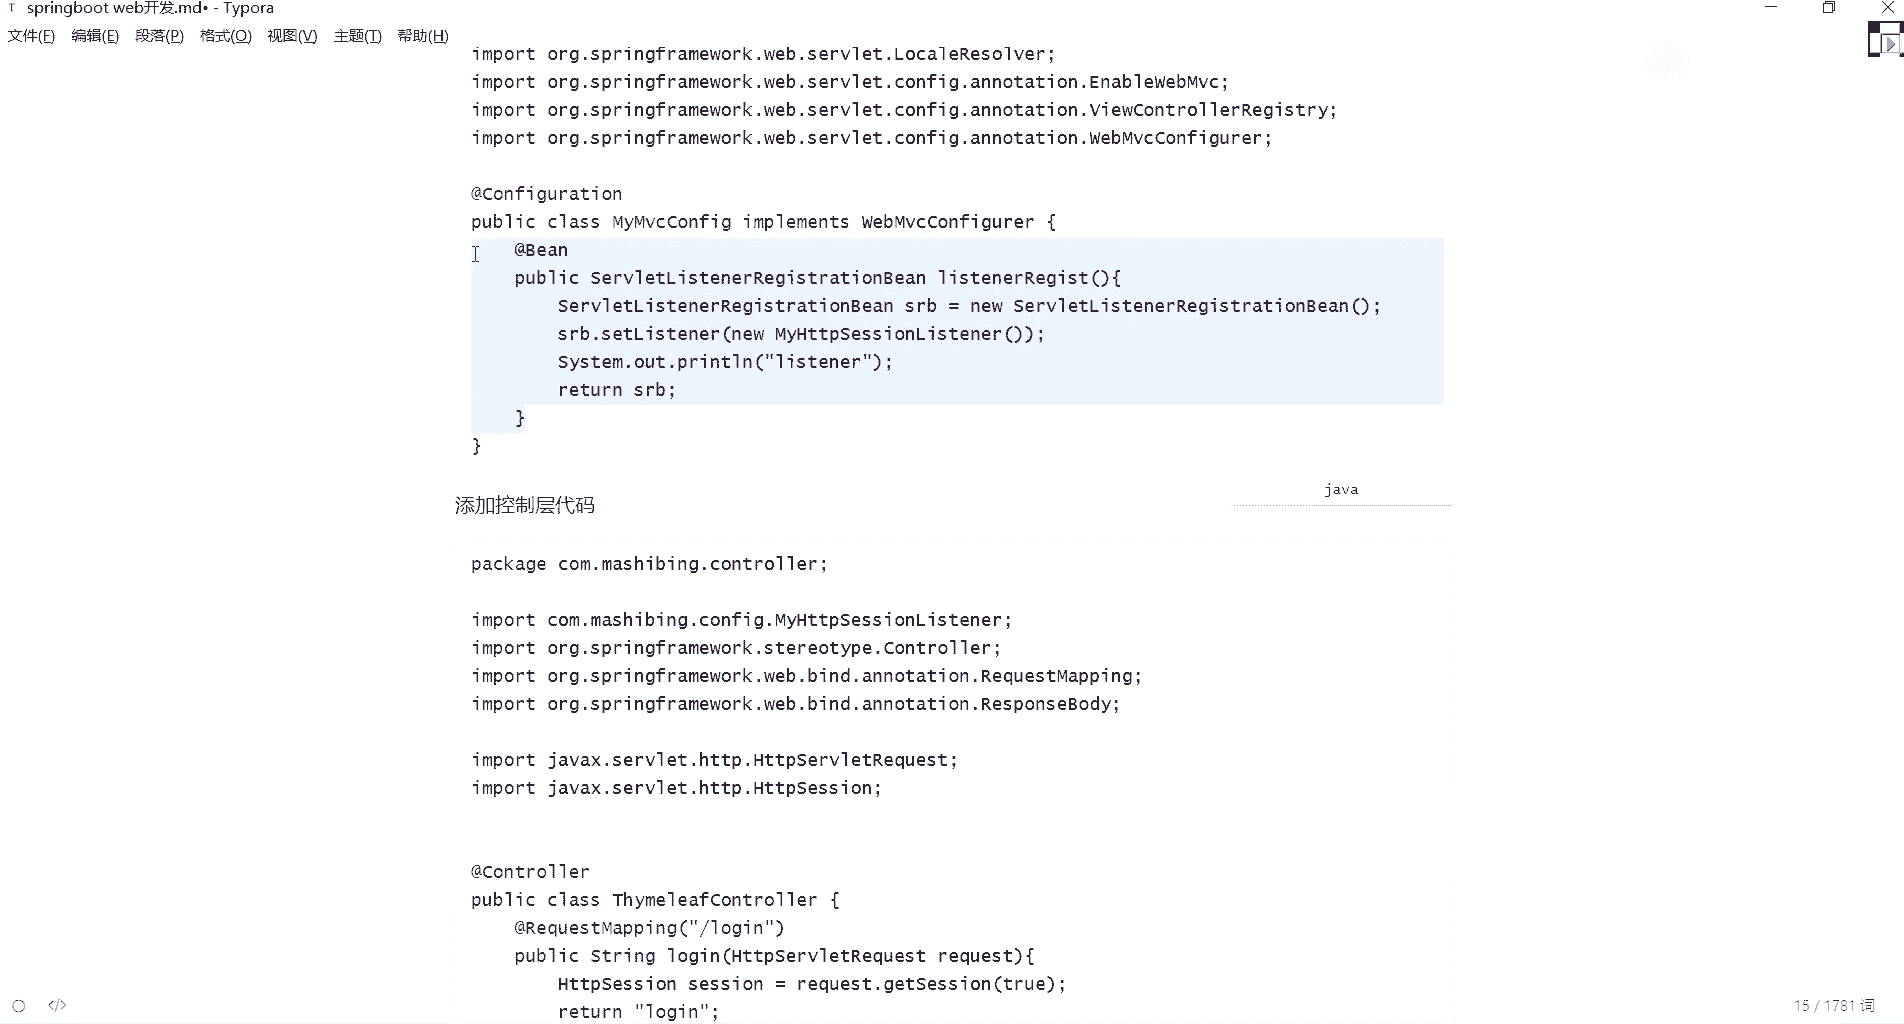 springboot web开发.md• - Typora
文件(F) 编辑(E) 段落(P) 格式(O) 视图(V) 主题(T) 帮助(H)
import org.springframework.web.servlet.LocaleResolver;
import org.springframework.web.servlet.config.annotation.EnableWebMvc;
import org.springframework.web.servlet.config.annotation.ViewControllerRegistry;
import org.springframework.web.servlet.config.annotation.WebMvcConfigurer;
@Configuration
public class MyMvcConfig implements WebMvcConfigurer {
    @Bean
    public ServletListenerRegistrationBean listenerRegist(){
        ServletListenerRegistrationBean srb = new ServletListenerRegistrationBean();
        srb.setListener(new MyHttpSessionListener());
        System.out.println("listener");
        return srb;
    }
}
java
添加控制层代码
package com.mashibing.controller;
import com.mashibing.config.MyHttpSessionListener;
import org.springframework.stereotype.Controller;
import org.springframework.web.bind.annotation.RequestMapping;
import org.springframework.web.bind.annotation.ResponseBody;
import javax.servlet.http.HttpServletRequest;
import javax.servlet.http.HttpSession;
@Controller
public class ThymeleafController {
    @RequestMapping("/login")
    public String login(HttpServletRequest request){
        HttpSession session = request.getSession(true);
        return "login";
15 / 1781 词